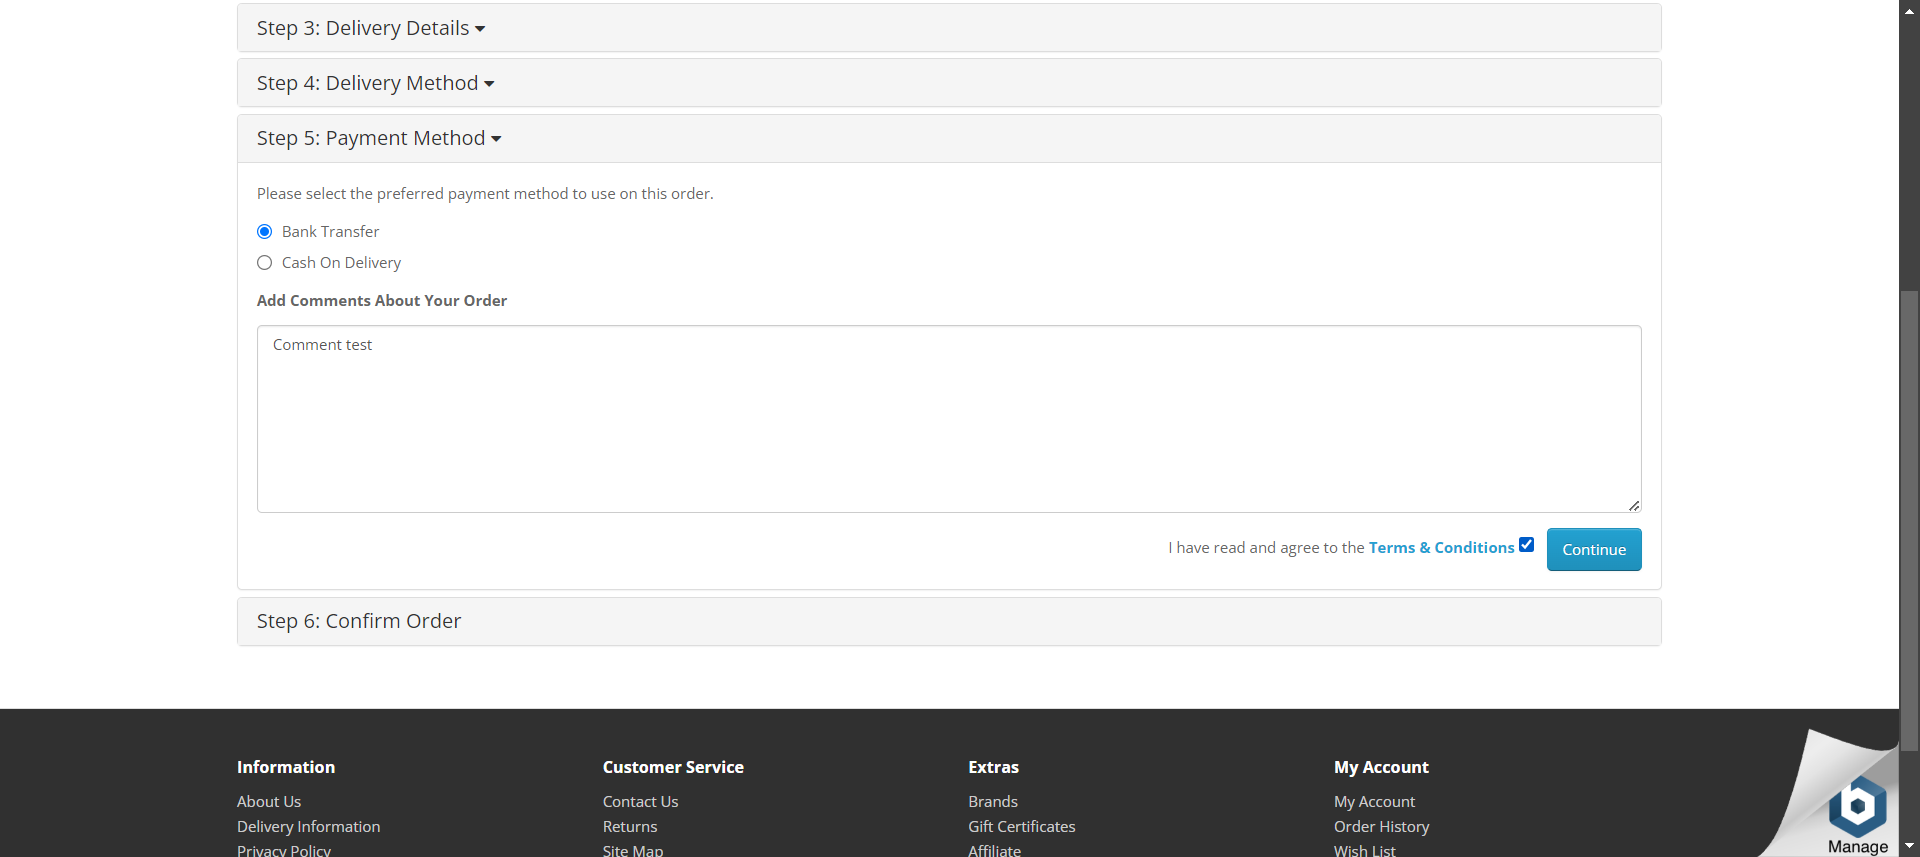 Step 3: Delivery Details
Step 4: Delivery Method
Step 5: Payment Method
Please select the preferred payment method to use on this order.
Bank Transfer
Cash On Delivery
Add Comments About Your Order
Comment test
I have read and agree to the Terms & Conditions
Continue
Step 6: Confirm Order
Information
About Us
Delivery Information
Privacy Policy
Customer Service
Contact Us
Returns
Site Map
Extras
Brands
Gift Certificates
Affiliate
My Account
My Account
Order History
Wish List
b
Manage